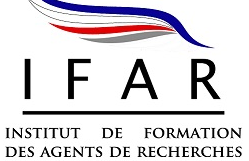 IFAR
INSTITUT DE FORMATION
DES AGENTS DE RECHERCHES